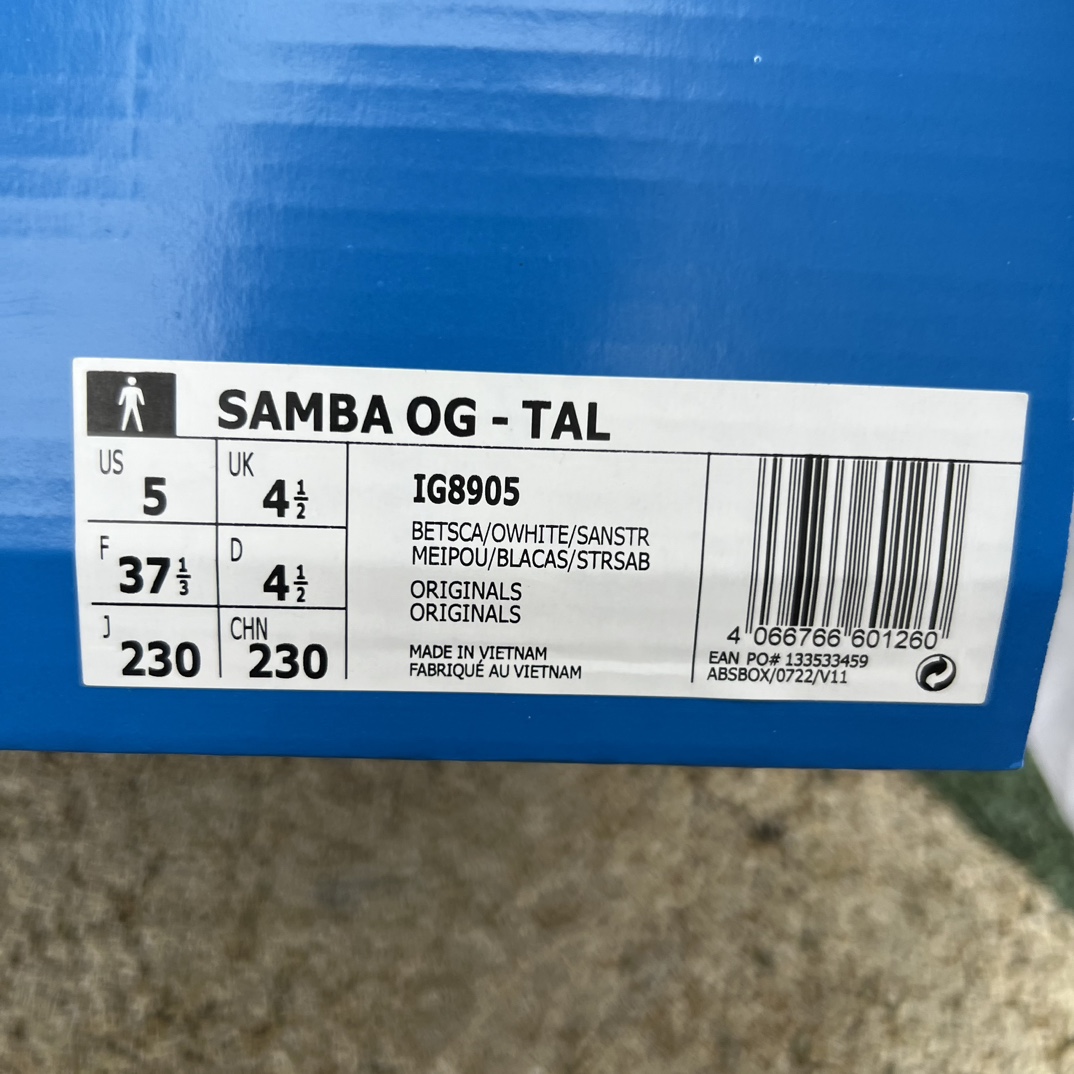 SAMBA OG - TAL
US 5
UK 4 1/2
F 37 1/3
D 4 1/2
J 230
CHN 230
IG8905
BETSCA/OWHITE/SANSTR
MEIPOU/BLACAS/STRSAB
ORIGINALS
ORIGINALS
MADE IN VIETNAM
FABRIQUÉ AU VIETNAM
4 066766 601260
EAN PO# 133533459
ABSBOX/0722/V11